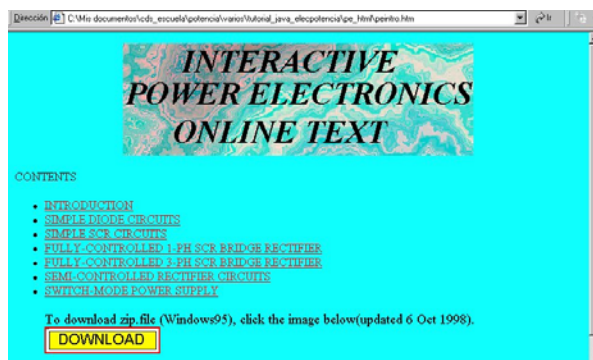 Dirección C:\Mis documentos\cds_escuela\potencia\varios\tutorial_java_elecpotencia\pe_html\peintro.htm Ir
INTERACTIVE
POWER ELECTRONICS
ONLINE TEXT
CONTENTS
INTRODUCTION
SIMPLE DIODE CIRCUITS
SIMPLE SCR CIRCUITS
FULLY-CONTROLLED 1-PH SCR BRIDGE RECTIFIER
FULLY-CONTROLLED 3-PH SCR BRIDGE RECTIFIER
SEMI-CONTROLLED RECTIFIER CIRCUITS
SWITCH-MODE POWER SUPPLY
To download zip.file (Windows95), click the image below(updated 6 Oct 1998).
DOWNLOAD